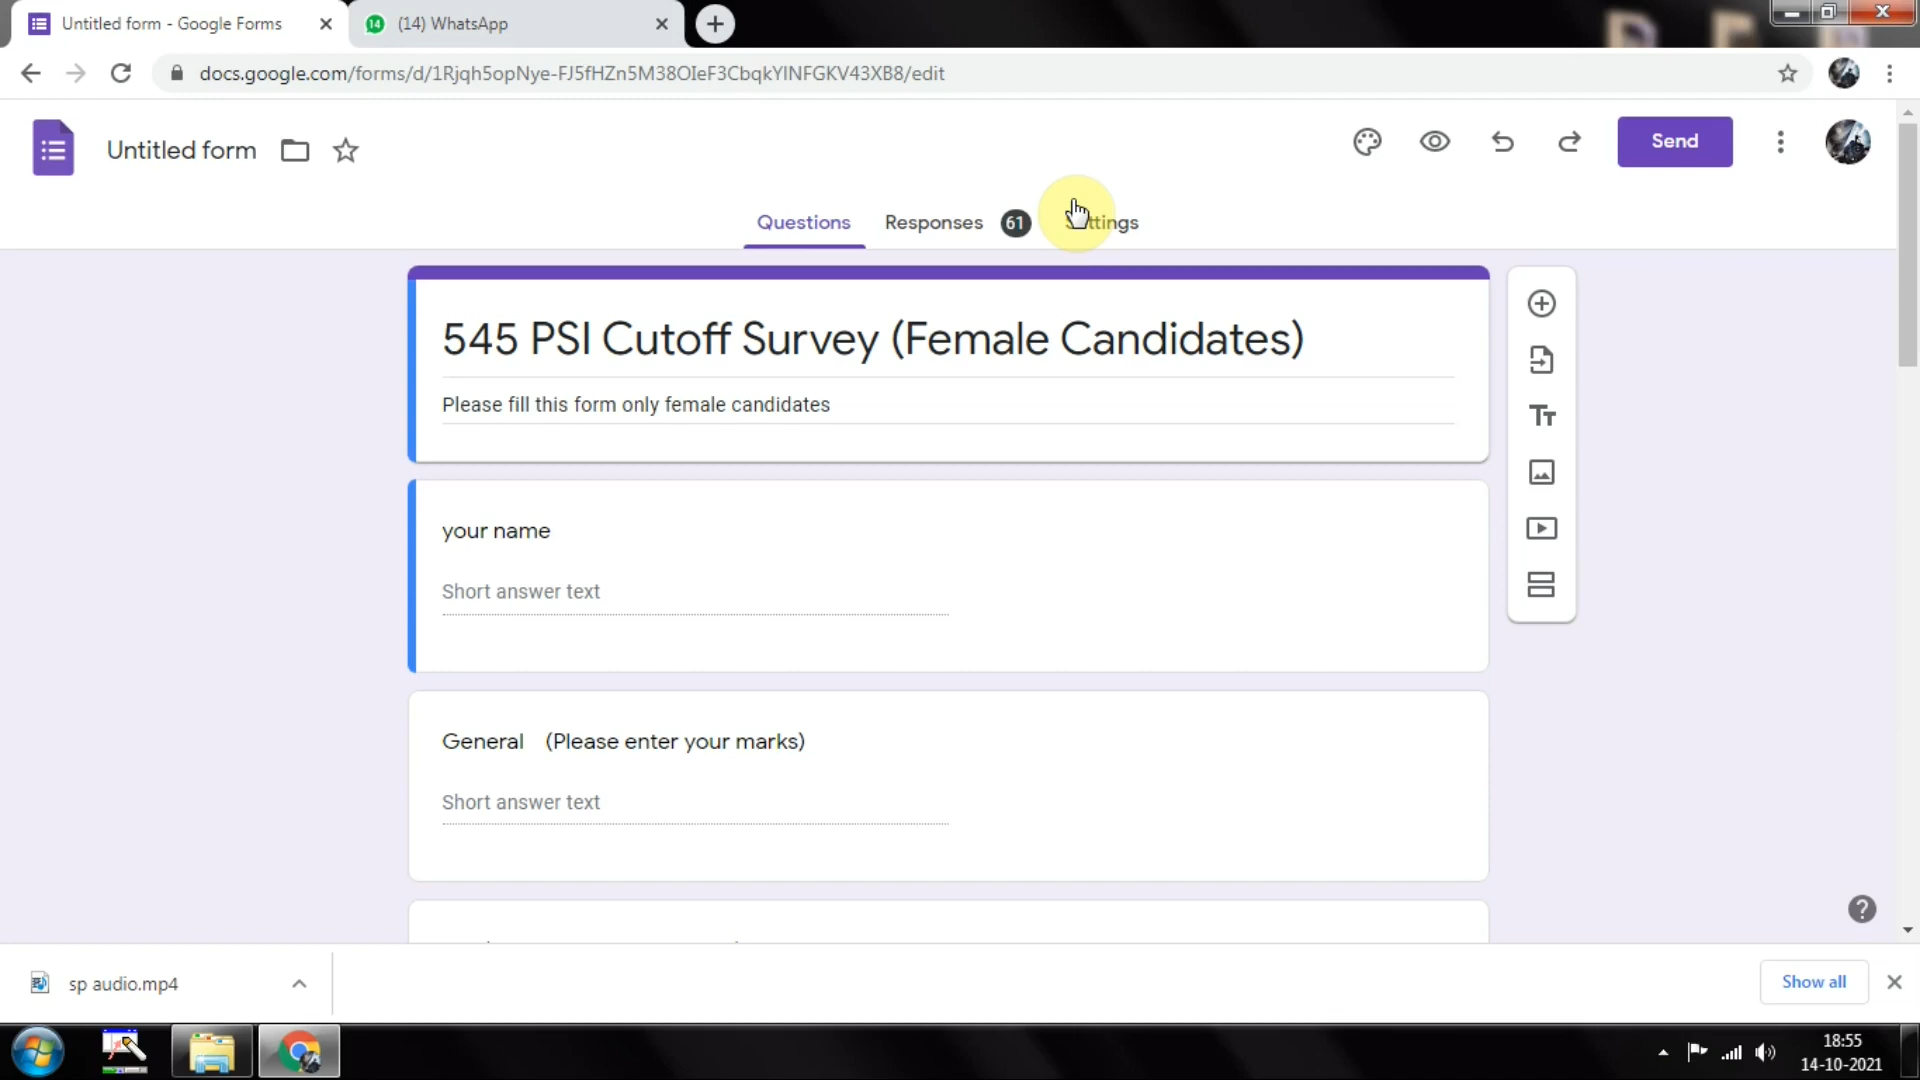 Untitled form - Google Forms
14
(14) WhatsApp
docs.google.com/forms/d/1Rjqh5opNye-FJ5fHZn5M38OIeF3CbqkYINFGKV43XB8/edit
Untitled form
Send
Questions
Responses
61
Settings
545 PSI Cutoff Survey (Female Candidates)
Please fill this form only female candidates
your name
Short answer text
General (Please enter your marks)
Short answer text
sp audio.mp4
Show all
18:55
14-10-2021